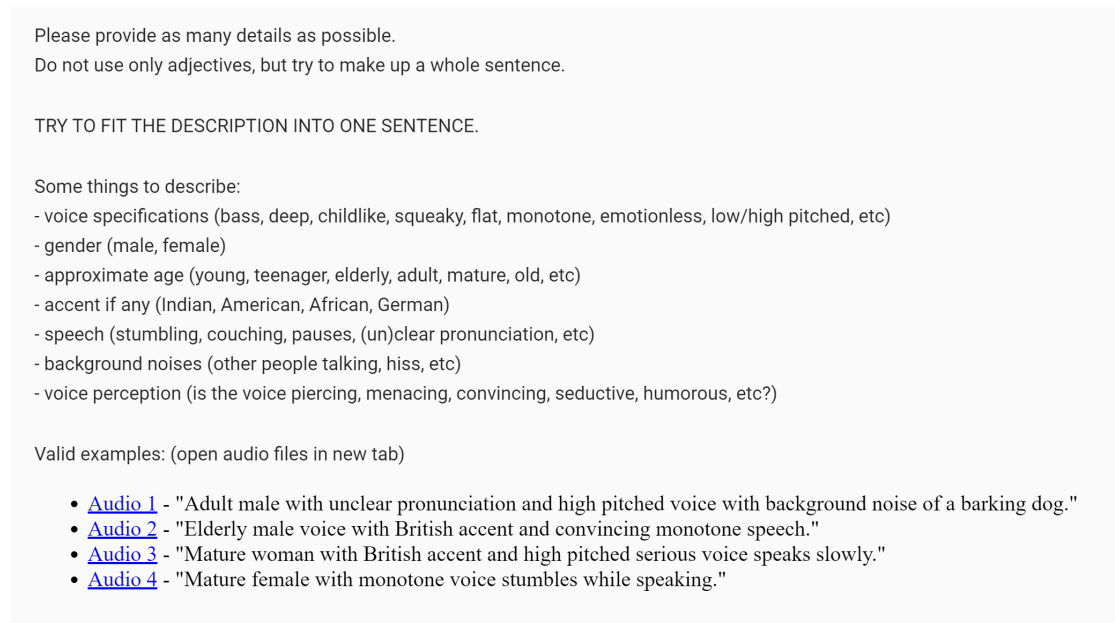 Please provide as many details as possible.
Do not use only adjectives, but try to make up a whole sentence.
TRY TO FIT THE DESCRIPTION INTO ONE SENTENCE.
Some things to describe:
- voice specifications (bass, deep, childlike, squeaky, flat, monotone, emotionless, low/high pitched, etc)
- gender (male, female)
- approximate age (young, teenager, elderly, adult, mature, old, etc)
- accent if any (Indian, American, African, German)
- speech (stumbling, couching, pauses, (un)clear pronunciation, etc)
- background noises (other people talking, hiss, etc)
- voice perception (is the voice piercing, menacing, convincing, seductive, humorous, etc?)
Valid examples: (open audio files in new tab)
• Audio 1 - "Adult male with unclear pronunciation and high pitched voice with background noise of a barking dog."
• Audio 2 - "Elderly male voice with British accent and convincing monotone speech."
• Audio 3 - "Mature woman with British accent and high pitched serious voice speaks slowly."
• Audio 4 - "Mature female with monotone voice stumbles while speaking."